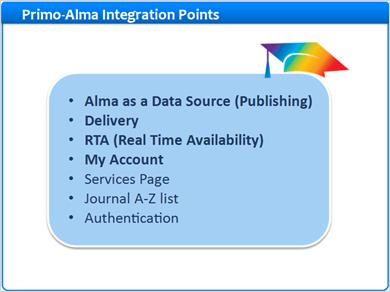 Primo-Alma Integration Points
• Alma as a Data Source (Publishing)
• Delivery
• RTA (Real Time Availability)
• My Account
• Services Page
• Journal A-Z list
• Authentication